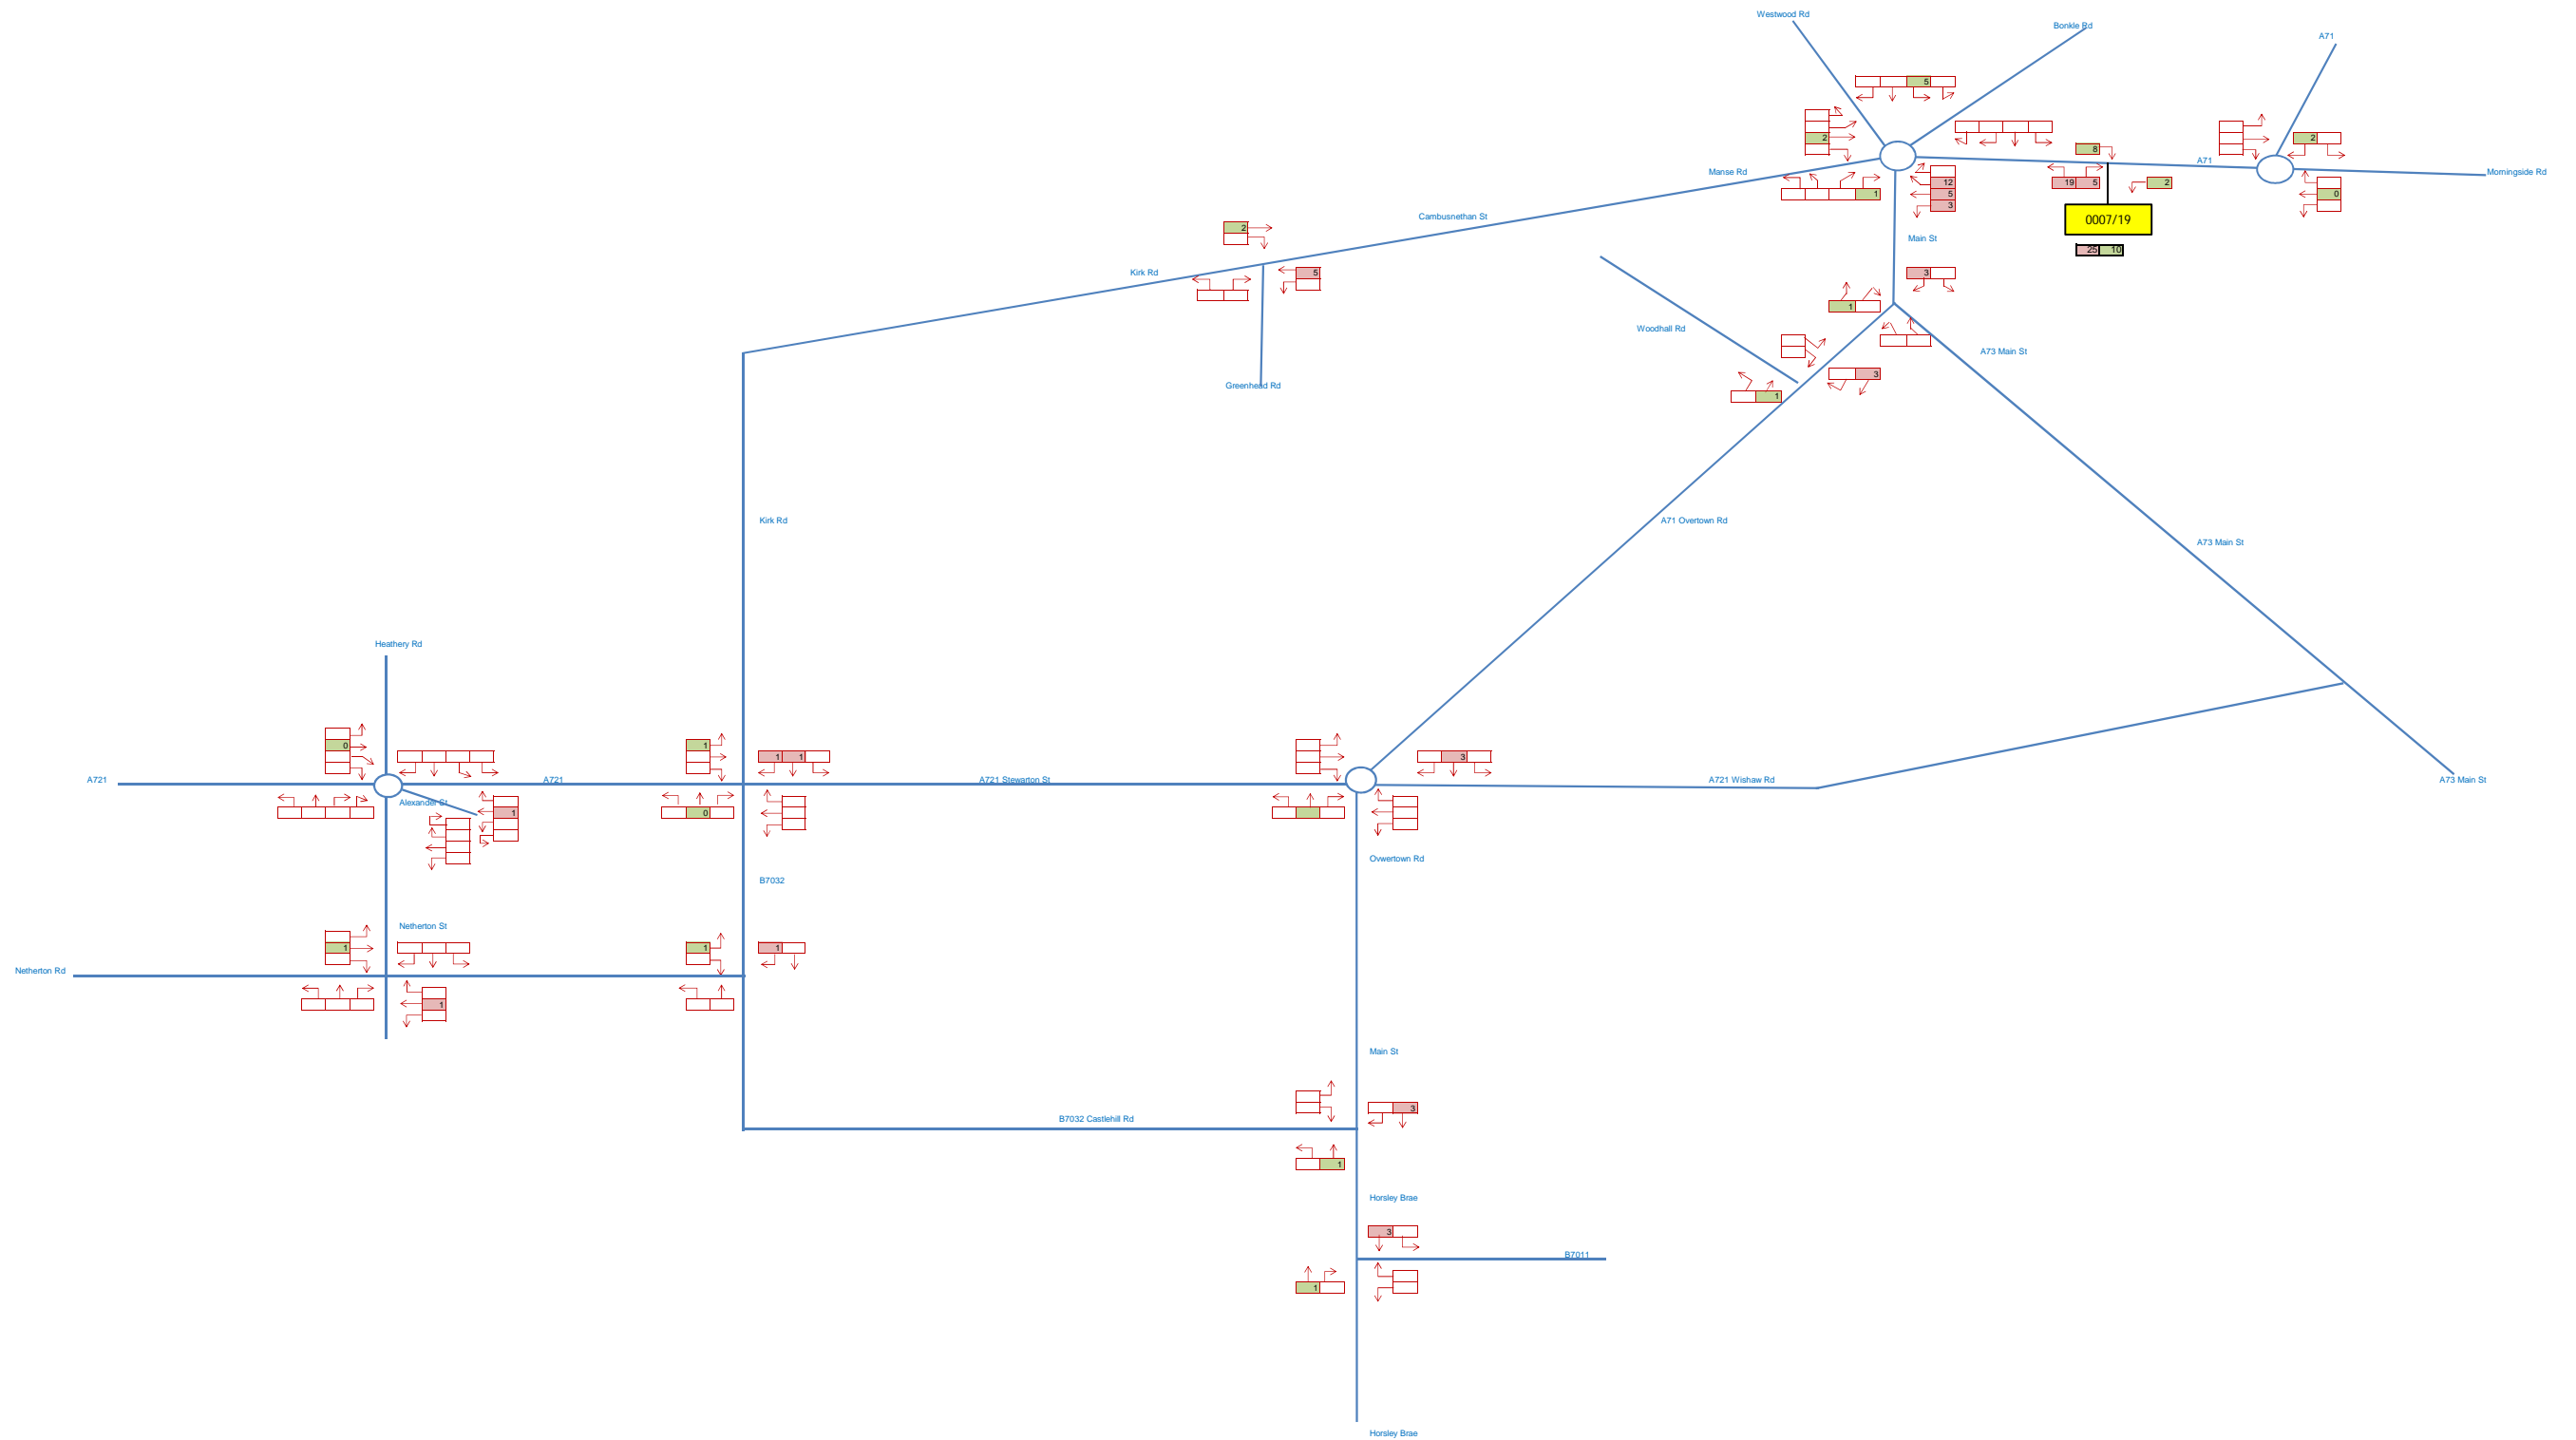 Westwood Rd
Bonkle Rd
A71
5
2
2
8
A71
Manse Rd
Morningside Rd
12
19 5
2
1
5
0
3
Cambusnethan St
0007/19
2
Main St
25 10
Kirk Rd
5
3
1
Woodhall Rd
A73 Main St
3
Greenhead Rd
1
Kirk Rd
A71 Overtown Rd
A73 Main St
Heathery Rd
0
1
1 1
3
A721
A721
A721 Stewarton St
A721 Wishaw Rd
A73 Main St
Alexander St
1
0
Ovwertown Rd
B7032
Netherton St
1
1
1
Netherton Rd
1
Main St
3
B7032 Castlehill Rd
1
Horsley Brae
3
B7011
1
Horsley Brae